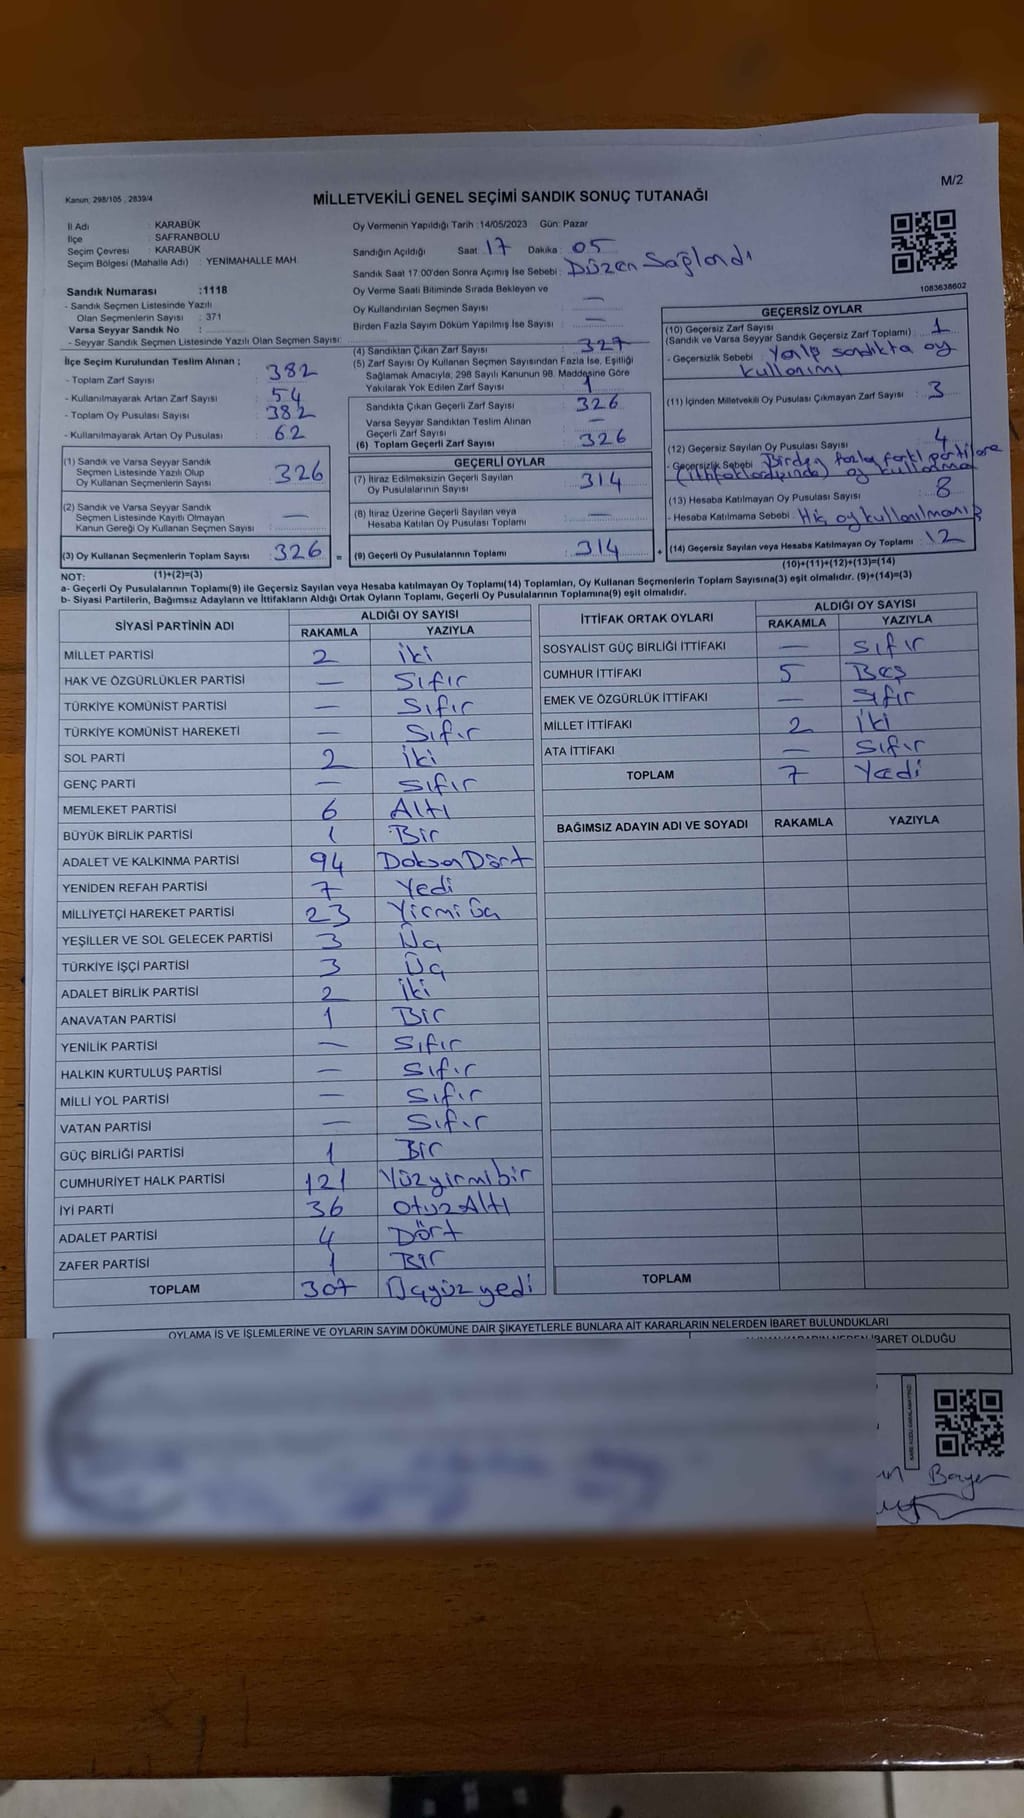 M/2
Kanun; 298/105 , 2839/4
MİLLETVEKİLİ GENEL SEÇİMİ SANDIK SONUÇ TUTANAĞI
İl Adı : KARABÜK
İlçe : SAFRANBOLU
Seçim Çevresi : KARABÜK
Seçim Bölgesi (Mahalle Adı) : YENIMAHALLE MAH.
Oy Vermenin Yapıldığı Tarih :14/05/2023 Gün: Pazar
Sandığın Açıldığı Saat 17 Dakika : 05
Sandık Saat 17.00'den Sonra Açımış İse Sebebi : Düzen Sağlandı
1083638602
Sandık Numarası :1118
- Sandık Seçmen Listesinde Yazılı
Olan Seçmenlerin Sayısı : 371
Varsa Seyyar Sandık No :
- Seyyar Sandık Seçmen Listesinde Yazılı Olan Seçmen Sayısı:
Oy Verme Saati Bitiminde Sırada Bekleyen ve
Oy Kullandırılan Seçmen Sayısı : —
Birden Fazla Sayım Döküm Yapılmış İse Sayısı : —
İlçe Seçim Kurulundan Teslim Alınan ;
- Toplam Zarf Sayısı : 382
- Kullanılmayarak Artan Zarf Sayısı : 54
- Toplam Oy Pusulası Sayısı : 382
- Kullanılmayarak Artan Oy Pusulası : 62
(4) Sandıktan Çıkan Zarf Sayısı : 327
(5) Zarf Sayısı Oy Kullanan Seçmen Sayısından Fazla İse, Eşitliği
Sağlamak Amacıyla, 298 Sayılı Kanunun 98. Maddesine Göre
Yakılarak Yok Edilen Zarf Sayısı : 1
Sandıkta Çıkan Geçerli Zarf Sayısı : 326
Varsa Seyyar Sandıktan Teslim Alınan
Geçerli Zarf Sayısı : —
(6) Toplam Geçerli Zarf Sayısı : 326
GEÇERSİZ OYLAR
(10) Geçersiz Zarf Sayısı
(Sandık ve Varsa Seyyar Sandık Geçersiz Zarf Toplamı) : 1
- Geçersizlik Sebebi : Yanlış sandıkta oy
kullanımı
(11) İçinden Milletvekili Oy Pusulası Çıkmayan Zarf Sayısı : 3
(12) Geçersiz Sayılan Oy Pusulası Sayısı : 4
- Geçersizlik Sebebi : Birden fazla farklı partilere
(ittifaklar dışında) oy kullanma
(13) Hesaba Katılmayan Oy Pusulası Sayısı : 8
- Hesaba Katılmama Sebebi : Hiç oy kullanılmamış
(14) Geçersiz Sayılan veya Hesaba Katılmayan Oy Toplamı : 12
(10)+(11)+(12)+(13)=(14)
(1) Sandık ve Varsa Seyyar Sandık
Seçmen Listesinde Yazılı Olup
Oy Kullanan Seçmenlerin Sayısı : 326
(2) Sandık ve Varsa Seyyar Sandık
Seçmen Listesinde Kayıtlı Olmayan
Kanun Gereği Oy Kullanan Seçmen Sayısı : —
(3) Oy Kullanan Seçmenlerin Toplam Sayısı : 326 =
(1)+(2)=(3)
GEÇERLİ OYLAR
(7) İtiraz Edilmeksizin Geçerli Sayılan
Oy Pusulalarının Sayısı : 314
(8) İtiraz Üzerine Geçerli Sayılan veya
Hesaba Katılan Oy Pusulası Toplamı : —
(9) Geçerli Oy Pusulalarının Toplamı : 314 +
NOT:
a- Geçerli Oy Pusulalarının Toplamı(9) ile Geçersiz Sayılan veya Hesaba katılmayan Oy Toplamı(14) Toplamları, Oy Kullanan Seçmenlerin Toplam Sayısına(3) eşit olmalıdır. (9)+(14)=(3)
b- Siyasi Partilerin, Bağımsız Adayların ve İttifakların Aldığı Ortak Oyların Toplamı, Geçerli Oy Pusulalarının Toplamına(9) eşit olmalıdır.
SİYASİ PARTİNİN ADI ALDIĞI OY SAYISI
RAKAMLA YAZIYLA
MİLLET PARTİSİ 2 iki
HAK VE ÖZGÜRLÜKLER PARTİSİ — Sıfır
TÜRKİYE KOMÜNİST PARTİSİ — Sıfır
TÜRKİYE KOMÜNİST HAREKETİ — Sıfır
SOL PARTİ 2 iki
GENÇ PARTİ — Sıfır
MEMLEKET PARTİSİ 6 Altı
BÜYÜK BİRLİK PARTİSİ 1 Bir
ADALET VE KALKINMA PARTİSİ 94 Doksan Dört
YENİDEN REFAH PARTİSİ 7 Yedi
MİLLİYETÇİ HAREKET PARTİSİ 23 Yirmi Üç
YEŞİLLER VE SOL GELECEK PARTİSİ 3 Üç
TÜRKİYE İŞÇİ PARTİSİ 3 Üç
ADALET BİRLİK PARTİSİ 2 iki
ANAVATAN PARTİSİ 1 Bir
YENİLİK PARTİSİ — Sıfır
HALKIN KURTULUŞ PARTİSİ — Sıfır
MİLLİ YOL PARTİSİ — Sıfır
VATAN PARTİSİ — Sıfır
GÜÇ BİRLİĞİ PARTİSİ 1 Bir
CUMHURİYET HALK PARTİSİ 121 Yüzyirmibir
İYİ PARTİ 36 Otuz Altı
ADALET PARTİSİ 4 Dört
ZAFER PARTİSİ 1 Bir
TOPLAM 307 Üçyüz yedi
İTTİFAK ORTAK OYLARI ALDIĞI OY SAYISI
RAKAMLA YAZIYLA
SOSYALİST GÜÇ BİRLİĞİ İTTİFAKI — Sıfır
CUMHUR İTTİFAKI 5 Beş
EMEK VE ÖZGÜRLÜK İTTİFAKI — Sıfır
MİLLET İTTİFAKI 2 iki
ATA İTTİFAKI — Sıfır
TOPLAM 7 Yedi
BAĞIMSIZ ADAYIN ADI VE SOYADI RAKAMLA YAZIYLA
TOPLAM
OYLAMA İŞ VE İŞLEMLERİNE VE OYLARIN SAYIM DÖKÜMÜNE DAİR ŞİKAYETLERLE BUNLARA AİT KARARLARIN NELERDEN İBARET BULUNDUKLARI
İBARET OLDUĞU